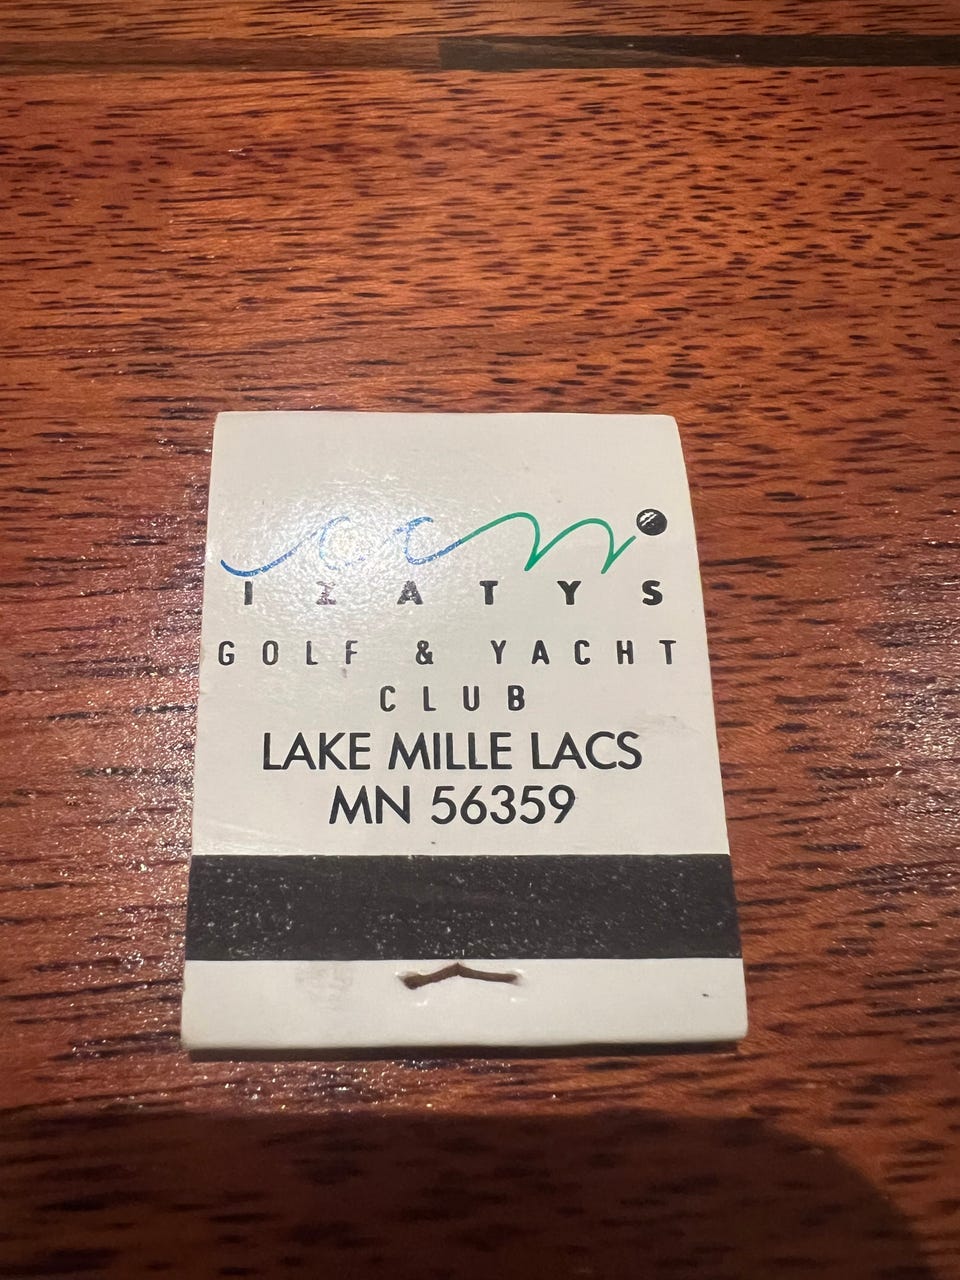 IZATYS
GOLF & YACHT
CLUB
LAKE MILLE LACS
MN 56359